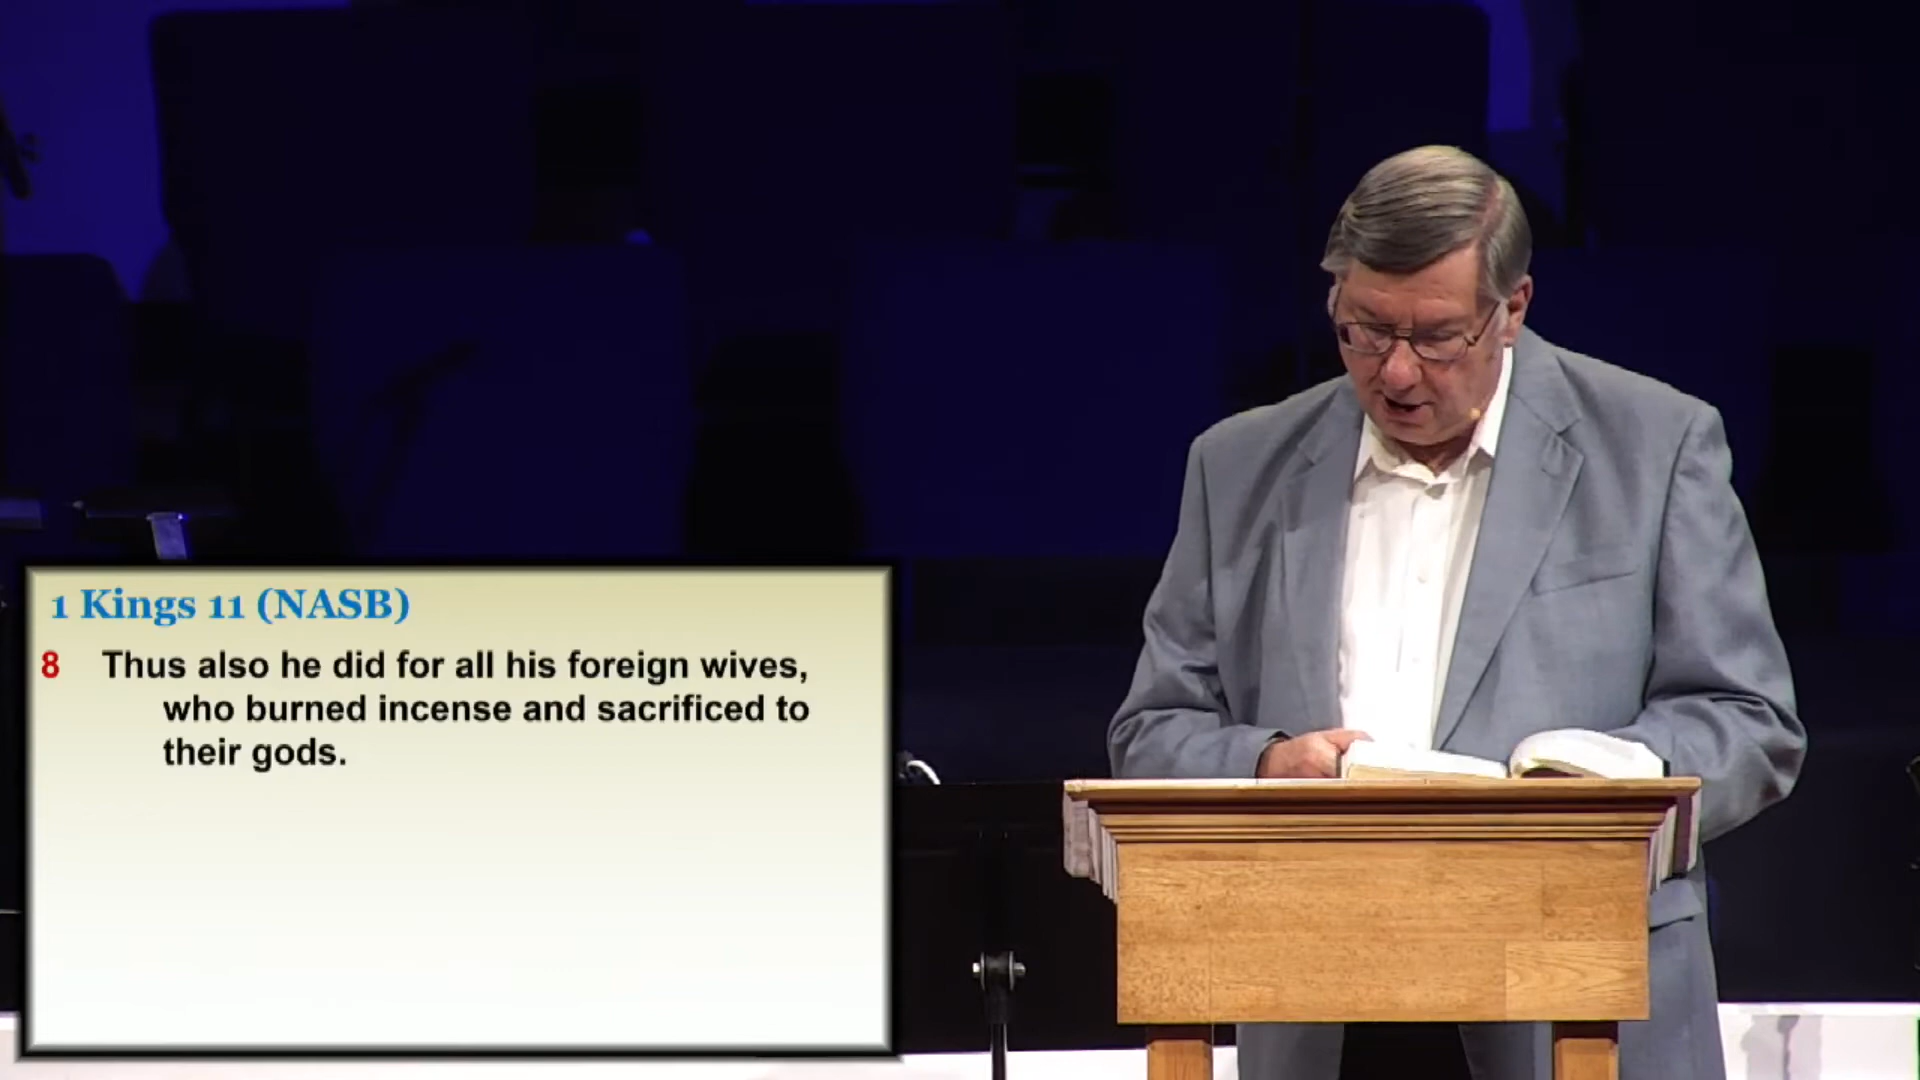 1 Kings 11 (NASB)
8 Thus also he did for all his foreign wives,
who burned incense and sacrificed to
their gods.